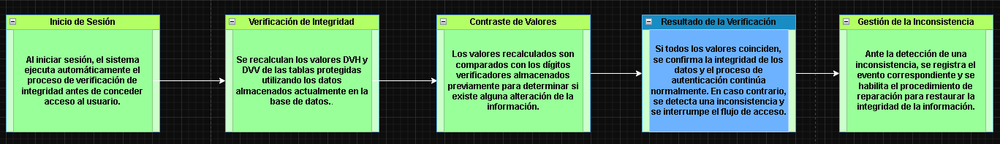 Inicio de Sesión
Al iniciar sesión, el sistema
ejecuta automáticamente el
proceso de verificación de
integridad antes de conceder
acceso al usuario.
Verificación de Integridad
Se recalculan los valores DVH y
DVV de las tablas protegidas
utilizando los datos
almacenados actualmente en la
base de datos..
Contraste de Valores
Los valores recalculados son
comparados con los dígitos
verificadores almacenados
previamente para determinar si
existe alguna alteración de la
información.
Resultado de la Verificación
Si todos los valores coinciden,
se confirma la integridad de los
datos y el proceso de
autenticación continúa
normalmente. En caso contrario,
se detecta una inconsistencia y
se interrumpe el flujo de acceso.
Gestión de la Inconsistencia
Ante la detección de una
inconsistencia, se registra el
evento correspondiente y se
habilita el procedimiento de
reparación para restaurar la
integridad de la información.